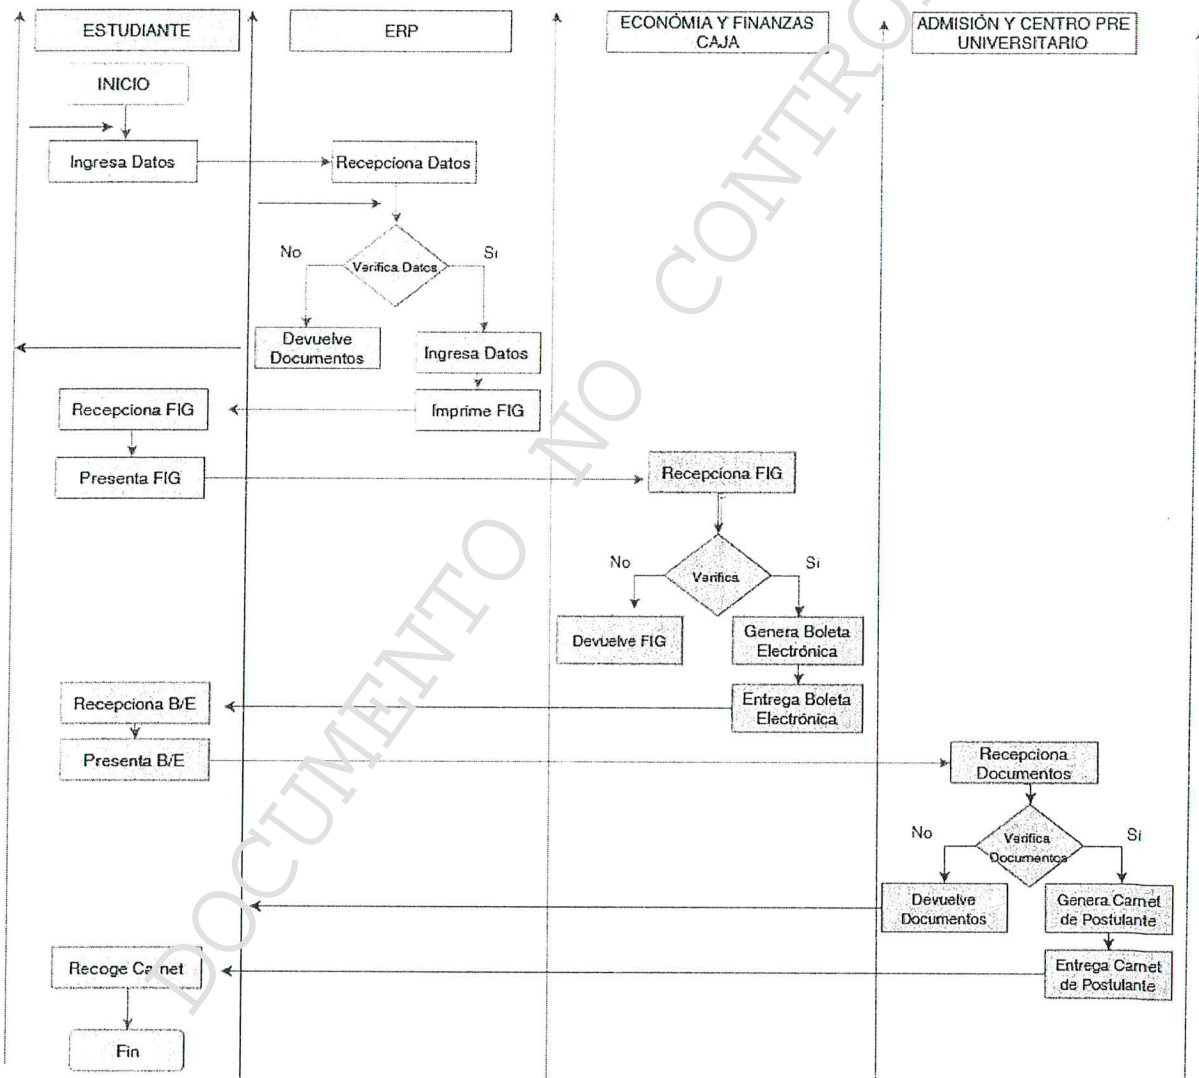 ESTUDIANTE
ERP
ECONÓMIA Y FINANZAS
CAJA
ADMISIÓN Y CENTRO PRE
UNIVERSITARIO
INICIO
Ingresa Datos
Recepciona Datos
Verifica Datos
No
Si
Devuelve
Documentos
Ingresa Datos
Recepciona FIG
Imprime FIG
Presenta FIG
Recepciona FIG
Verifica
No
Si
Devuelve FIG
Genera Boleta
Electrónica
Recepciona B/E
Entrega Boleta
Electrónica
Presenta B/E
Recepciona
Documentos
Verifica
Documentos
No
Si
Devuelve
Documentos
Genera Carnet
de Postulante
Recoge Carnet
Entrega Carnet
de Postulante
Fin
DOCUMENTO NO CONTRO